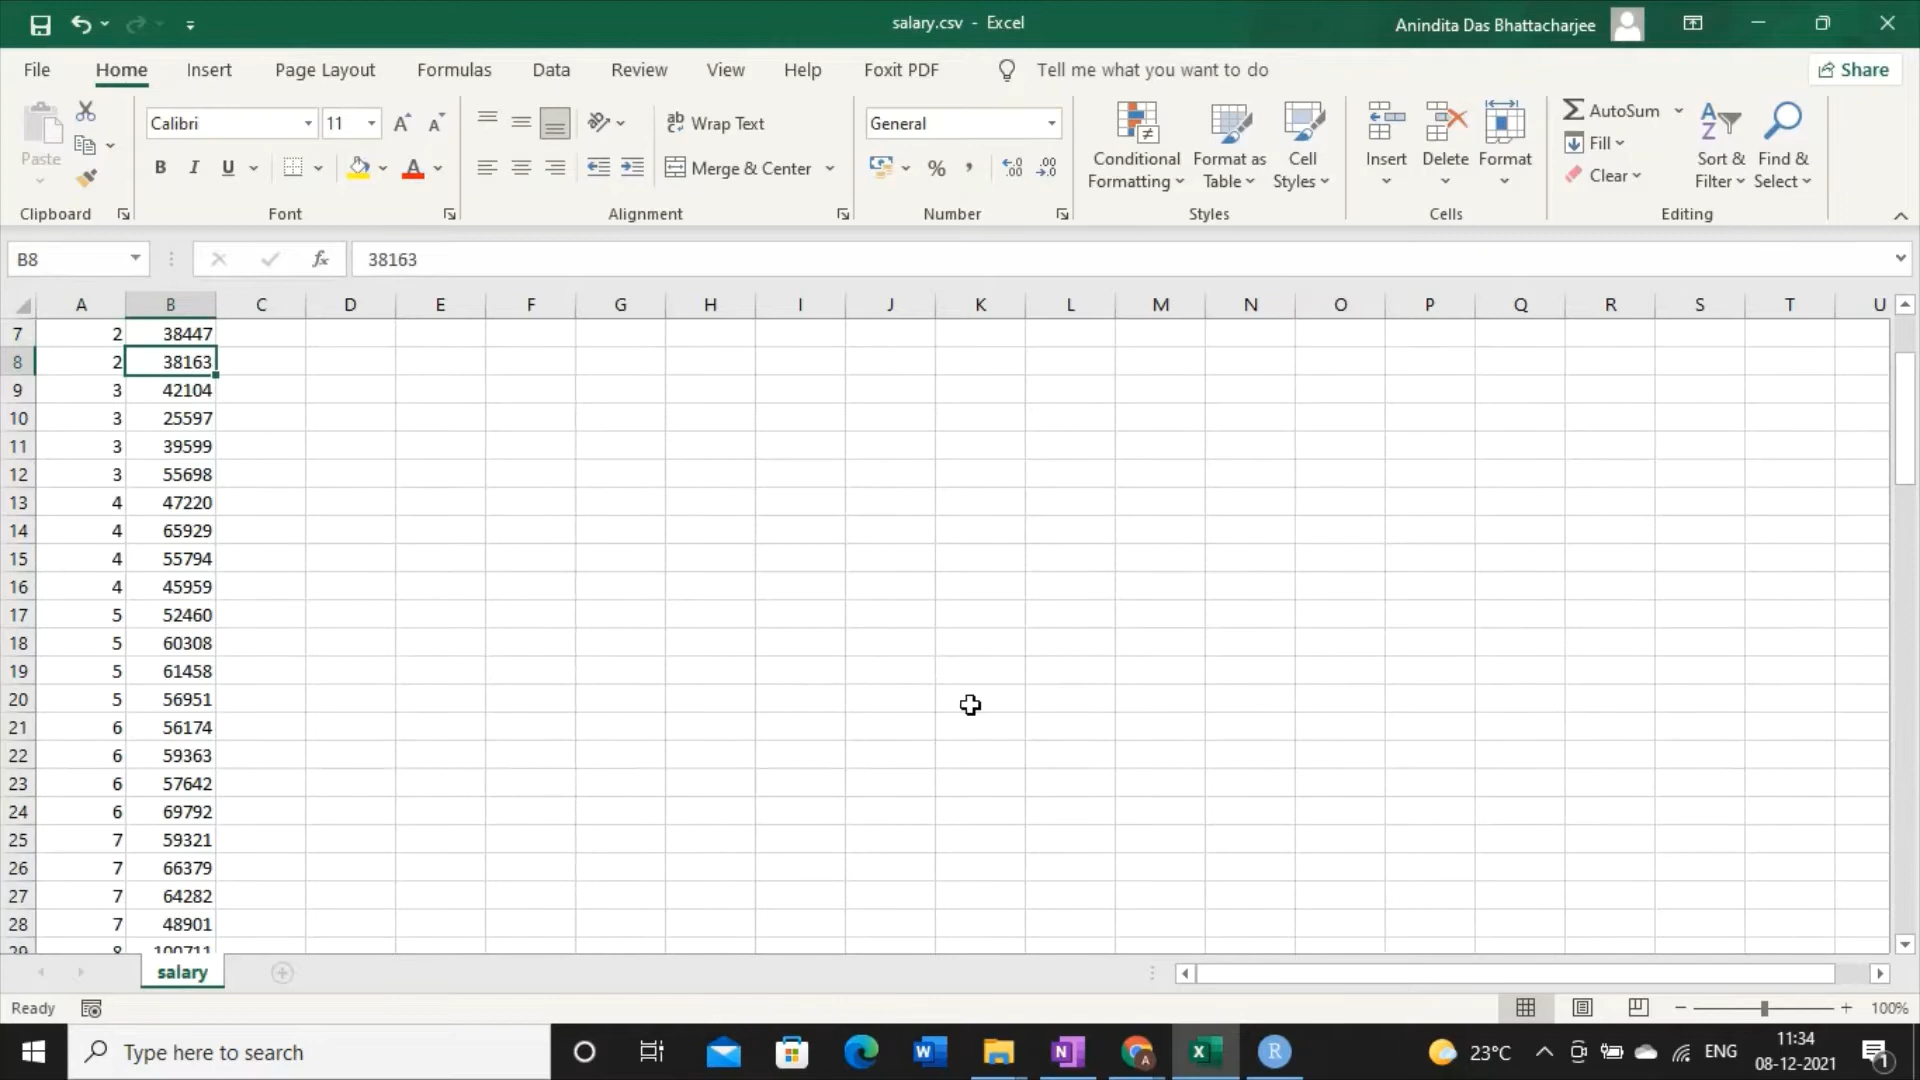 salary.csv - Excel
Anindita Das Bhattacharjee
File Home Insert Page Layout Formulas Data Review View Help Foxit PDF Tell me what you want to do Share
Paste
Clipboard
Calibri 11
B I U A
Font
Wrap Text
Merge & Center
Alignment
General
% ,
Number
Conditional Formatting
Format as Table
Cell Styles
Styles
Insert
Delete
Format
Cells
AutoSum
Fill
Clear
Sort & Filter
Find & Select
Editing
B8 fx 38163
A B C D E F G H I J K L M N O P Q R S T U
7 2 38447
8 2 38163
9 3 42104
10 3 25597
11 3 39599
12 3 55698
13 4 47220
14 4 65929
15 4 55794
16 4 45959
17 5 52460
18 5 60308
19 5 61458
20 5 56951
21 6 56174
22 6 59363
23 6 57642
24 6 69792
25 7 59321
26 7 66379
27 7 64282
28 7 48901
29 8 100711
salary
Ready
100%
Type here to search
23°C
ENG
11:34
08-12-2021
1